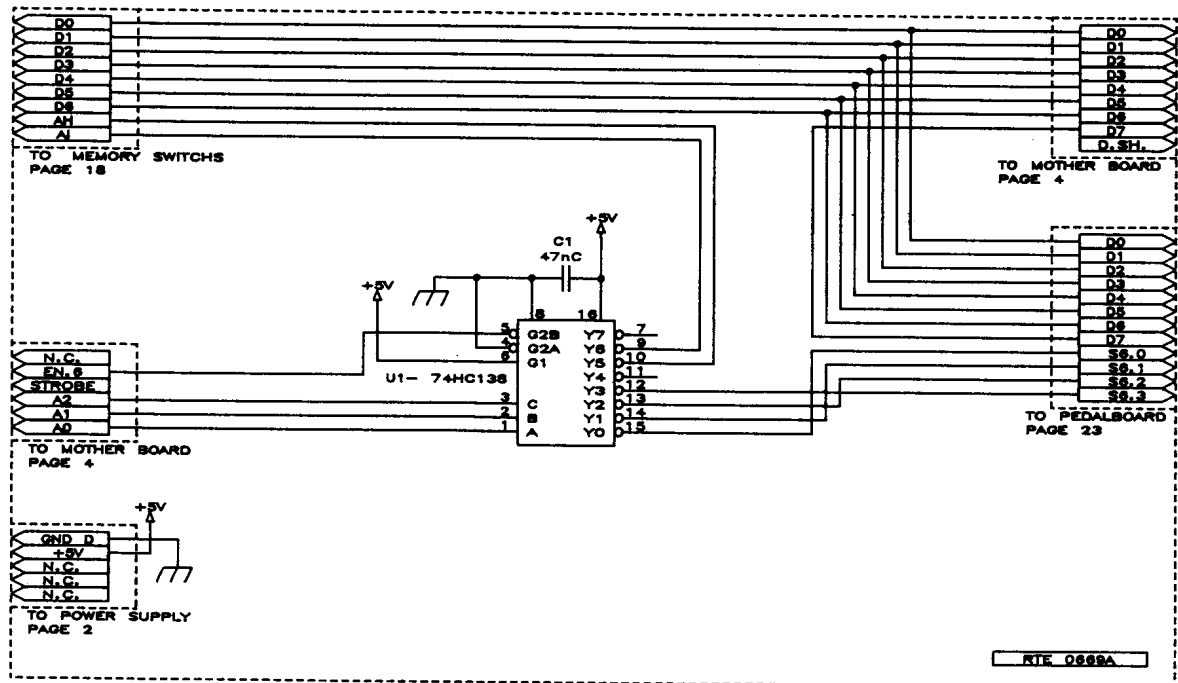 D0
D1
D2
D3
D4
D5
D6
AH
AI
TO MEMORY SWITCHS
PAGE 18
D0
D1
D2
D3
D4
D5
D6
D7
D.SH.
TO MOTHER BOARD
PAGE 4
D0
D1
D2
D3
D4
D5
D6
D7
S6.0
S6.1
S6.2
S6.3
TO PEDALBOARD
PAGE 23
+5V
C1
47nC
+5V
8
16
5
4
6
G2B
G2A
G1
U1- 74HC138
3
2
1
C
B
A
Y7
Y6
Y5
Y4
Y3
Y2
Y1
Y0
7
9
10
11
12
13
14
15
N.C.
EN.6
STROBE
A2
A1
A0
TO MOTHER BOARD
PAGE 4
+5V
GND D
+5V
N.C.
N.C.
N.C.
TO POWER SUPPLY
PAGE 2
RTE 0669A